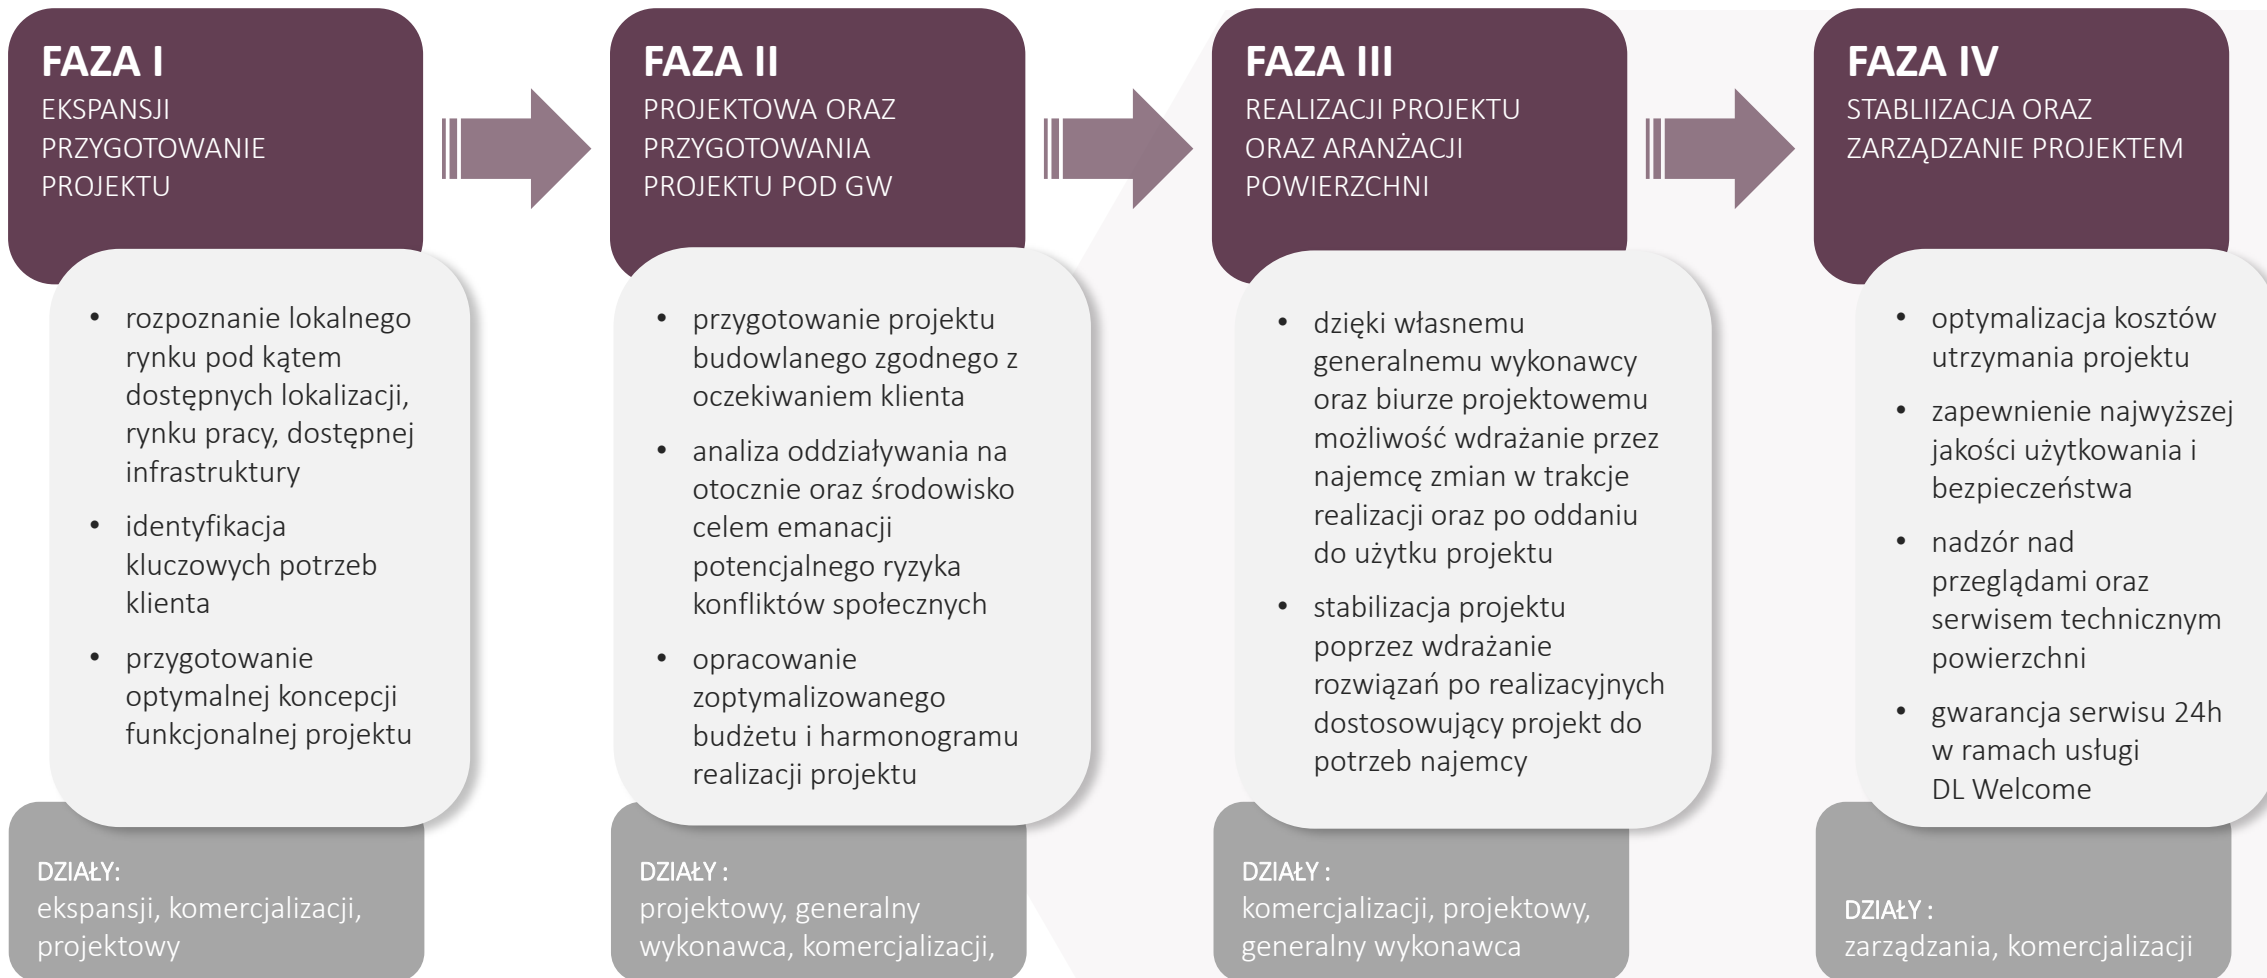 FAZA I
EKSPANSJI
PRZYGOTOWANIE
PROJEKTU
• rozpoznanie lokalnego
rynku pod kątem
dostępnych lokalizacji,
rynku pracy, dostępnej
infrastruktury
• identyfikacja
kluczowych potrzeb
klienta
• przygotowanie
optymalnej koncepcji
funkcjonalnej projektu
DZIAŁY:
ekspansji, komercjalizacji,
projektowy
FAZA II
PROJEKTOWA ORAZ
PRZYGOTOWANIA
PROJEKTU POD GW
• przygotowanie projektu
budowlanego zgodnego z
oczekiwaniem klienta
• analiza oddziaływania na
otocznie oraz środowisko
celem emanacji
potencjalnego ryzyka
konfliktów społecznych
• opracowanie
zoptymalizowanego
budżetu i harmonogramu
realizacji projektu
DZIAŁY :
projektowy, generalny
wykonawca, komercjalizacji,
FAZA III
REALIZACJI PROJEKTU
ORAZ ARANŻACJI
POWIERZCHNI
• dzięki własnemu
generalnemu wykonawcy
oraz biurze projektowemu
możliwość wdrażanie przez
najemcę zmian w trakcje
realizacji oraz po oddaniu
do użytku projektu
• stabilizacja projektu
poprzez wdrażanie
rozwiązań po realizacyjnych
dostosowujący projekt do
potrzeb najemcy
DZIAŁY :
komercjalizacji, projektowy,
generalny wykonawca
FAZA IV
STABLIIZACJA ORAZ
ZARZĄDZANIE PROJEKTEM
• optymalizacja kosztów
utrzymania projektu
• zapewnienie najwyższej
jakości użytkowania i
bezpieczeństwa
• nadzór nad
przeglądami oraz
serwisem technicznym
powierzchni
• gwarancja serwisu 24h
w ramach usługi
DL Welcome
DZIAŁY :
zarządzania, komercjalizacji